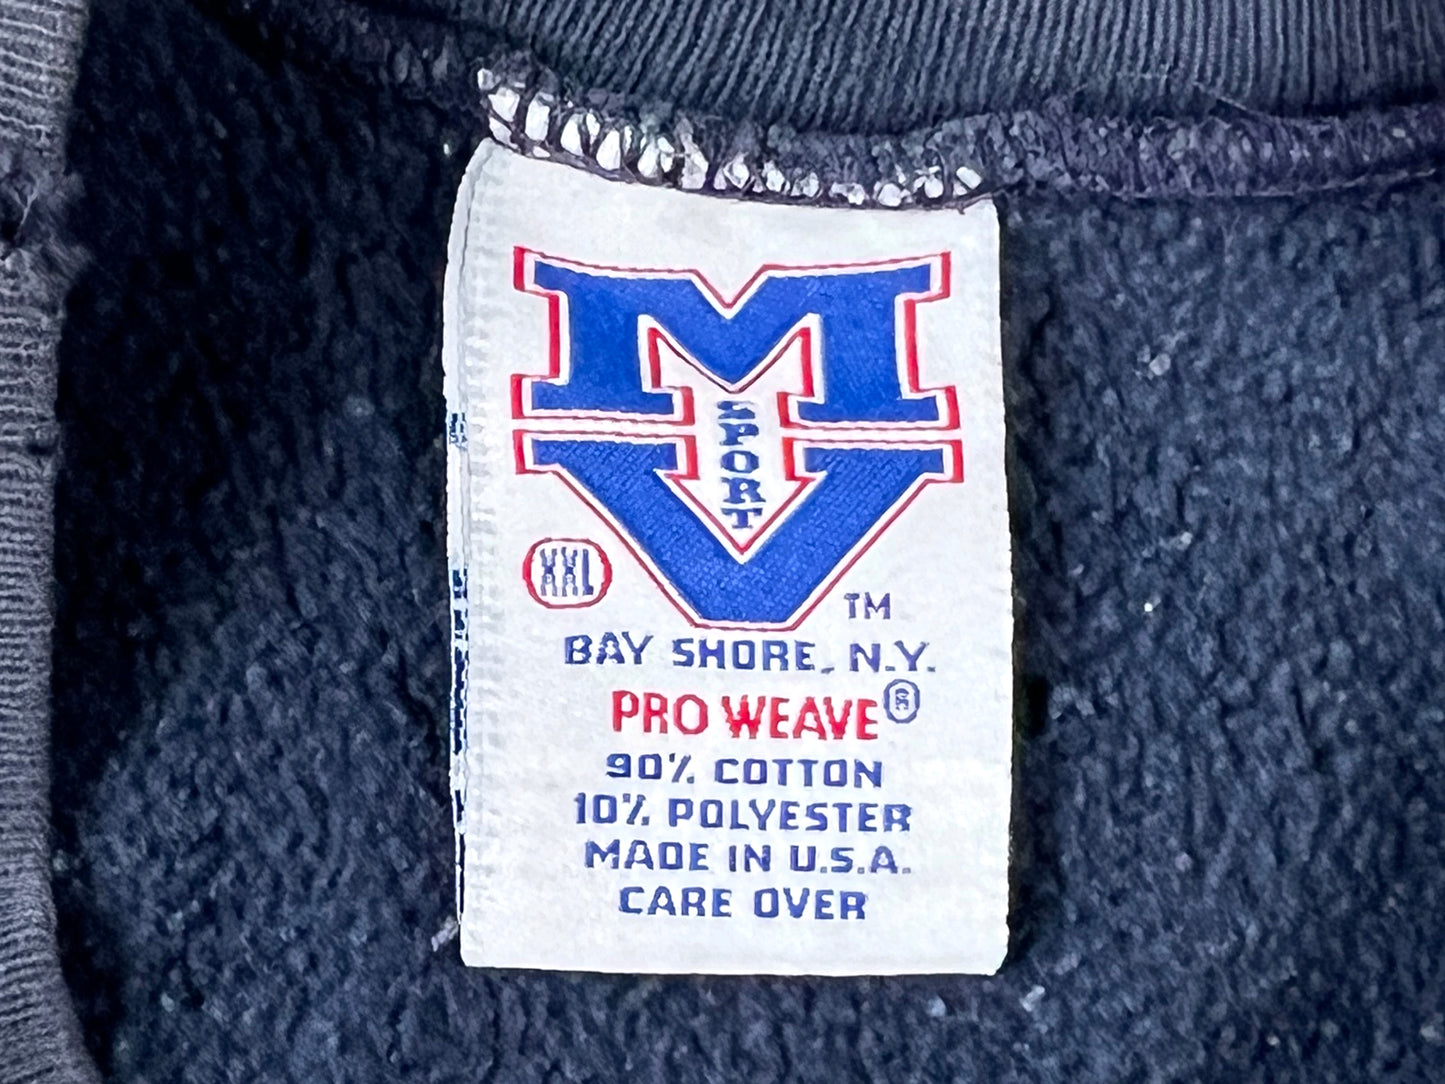 MV
SPORT
XXL
TM
BAY SHORE, N.Y.
PRO WEAVE®
90% COTTON
10% POLYESTER
MADE IN U.S.A.
CARE OVER